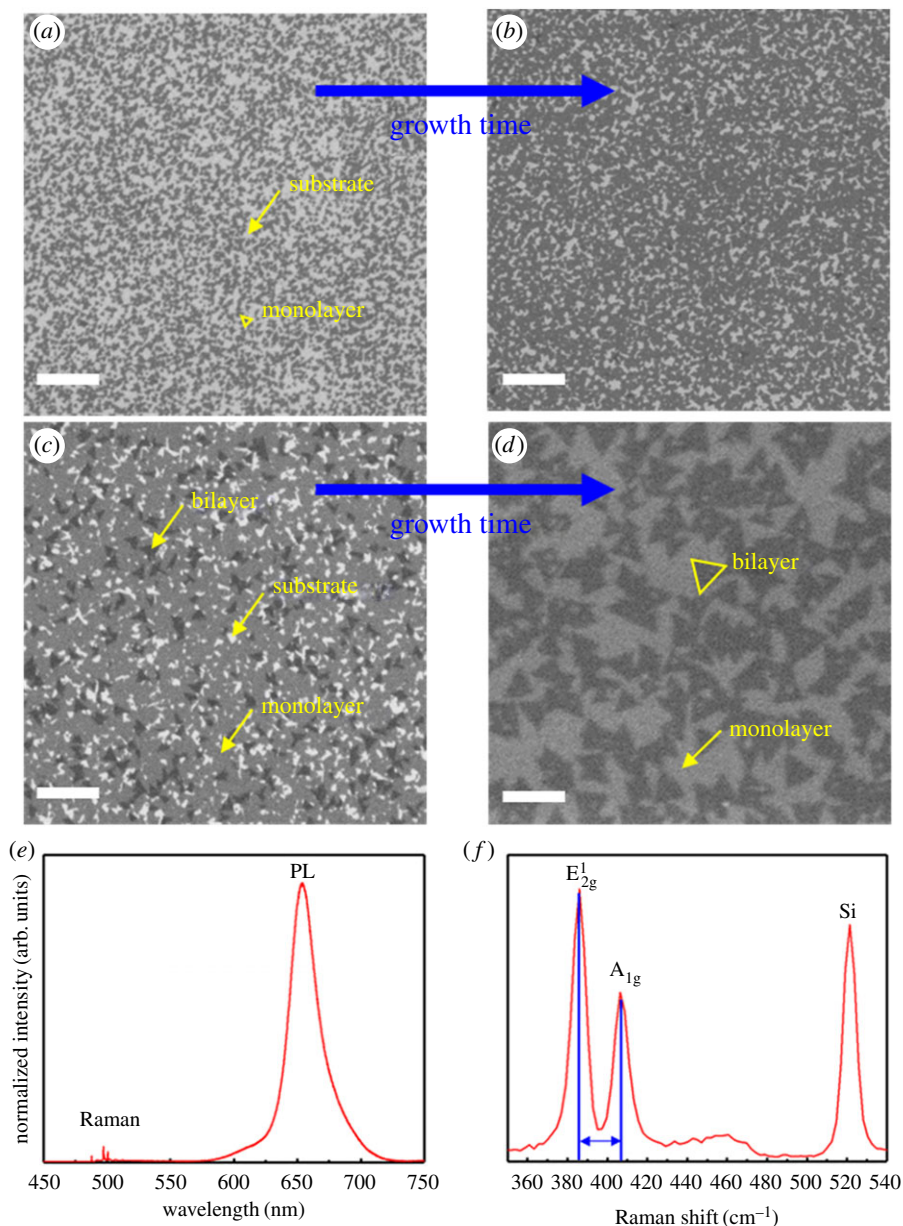 (a)
(b)
growth time
substrate
monolayer
(c)
(d)
growth time
bilayer
substrate
monolayer
bilayer
monolayer
(e)
(f)
normalized intensity (arb. units)
PL
Raman
450 500 550 600 650 700 750
wavelength (nm)
E¹2g
A1g
Si
360 380 400 420 440 460 480 500 520 540
Raman shift (cm⁻¹)